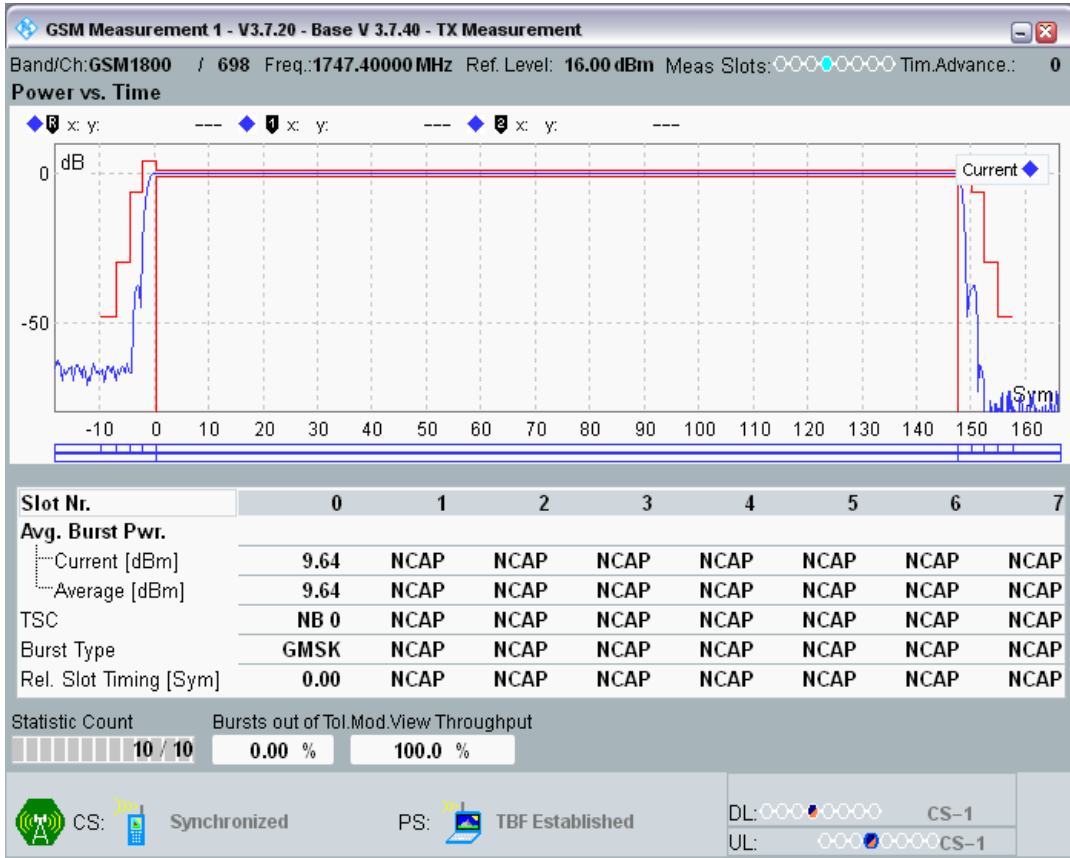 GSM Measurement 1 - V3.7.20 - Base V 3.7.40 - TX Measurement
Band/Ch:GSM1800 / 698 Freq.:1747.40000 MHz Ref. Level: 16.00 dBm Meas Slots: Tim.Advance.: 0
Power vs. Time
R x: y: --- 1 x: y: --- 2 x: y: ---
dB
Current
0
-50
Sym
-10 0 10 20 30 40 50 60 70 80 90 100 110 120 130 140 150 160
Slot Nr. 0 1 2 3 4 5 6 7
Avg. Burst Pwr.
Current [dBm] 9.64 NCAP NCAP NCAP NCAP NCAP NCAP NCAP
Average [dBm] 9.64 NCAP NCAP NCAP NCAP NCAP NCAP NCAP
TSC NB 0 NCAP NCAP NCAP NCAP NCAP NCAP NCAP
Burst Type GMSK NCAP NCAP NCAP NCAP NCAP NCAP NCAP
Rel. Slot Timing [Sym] 0.00 NCAP NCAP NCAP NCAP NCAP NCAP NCAP
Statistic Count Bursts out of Tol.Mod.View Throughput
10 / 10 0.00 % 100.0 %
CS: Synchronized PS: TBF Established
DL: CS-1
UL: CS-1